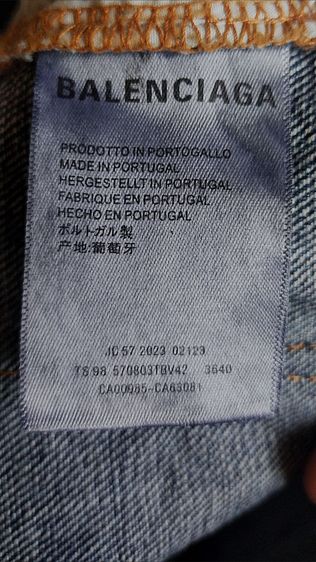 BALENCIAGA
PRODOTTO IN PORTOGALLO
MADE IN PORTUGAL
HERGESTELLT IN PORTUGAL
FABRIQUE EN PORTUGAL
HECHO EN PORTUGAL
ポルトガル製
产地:葡萄牙
JC 57 2023 02129
TS 98 570803TBV42 3640
CA00985-CA63081